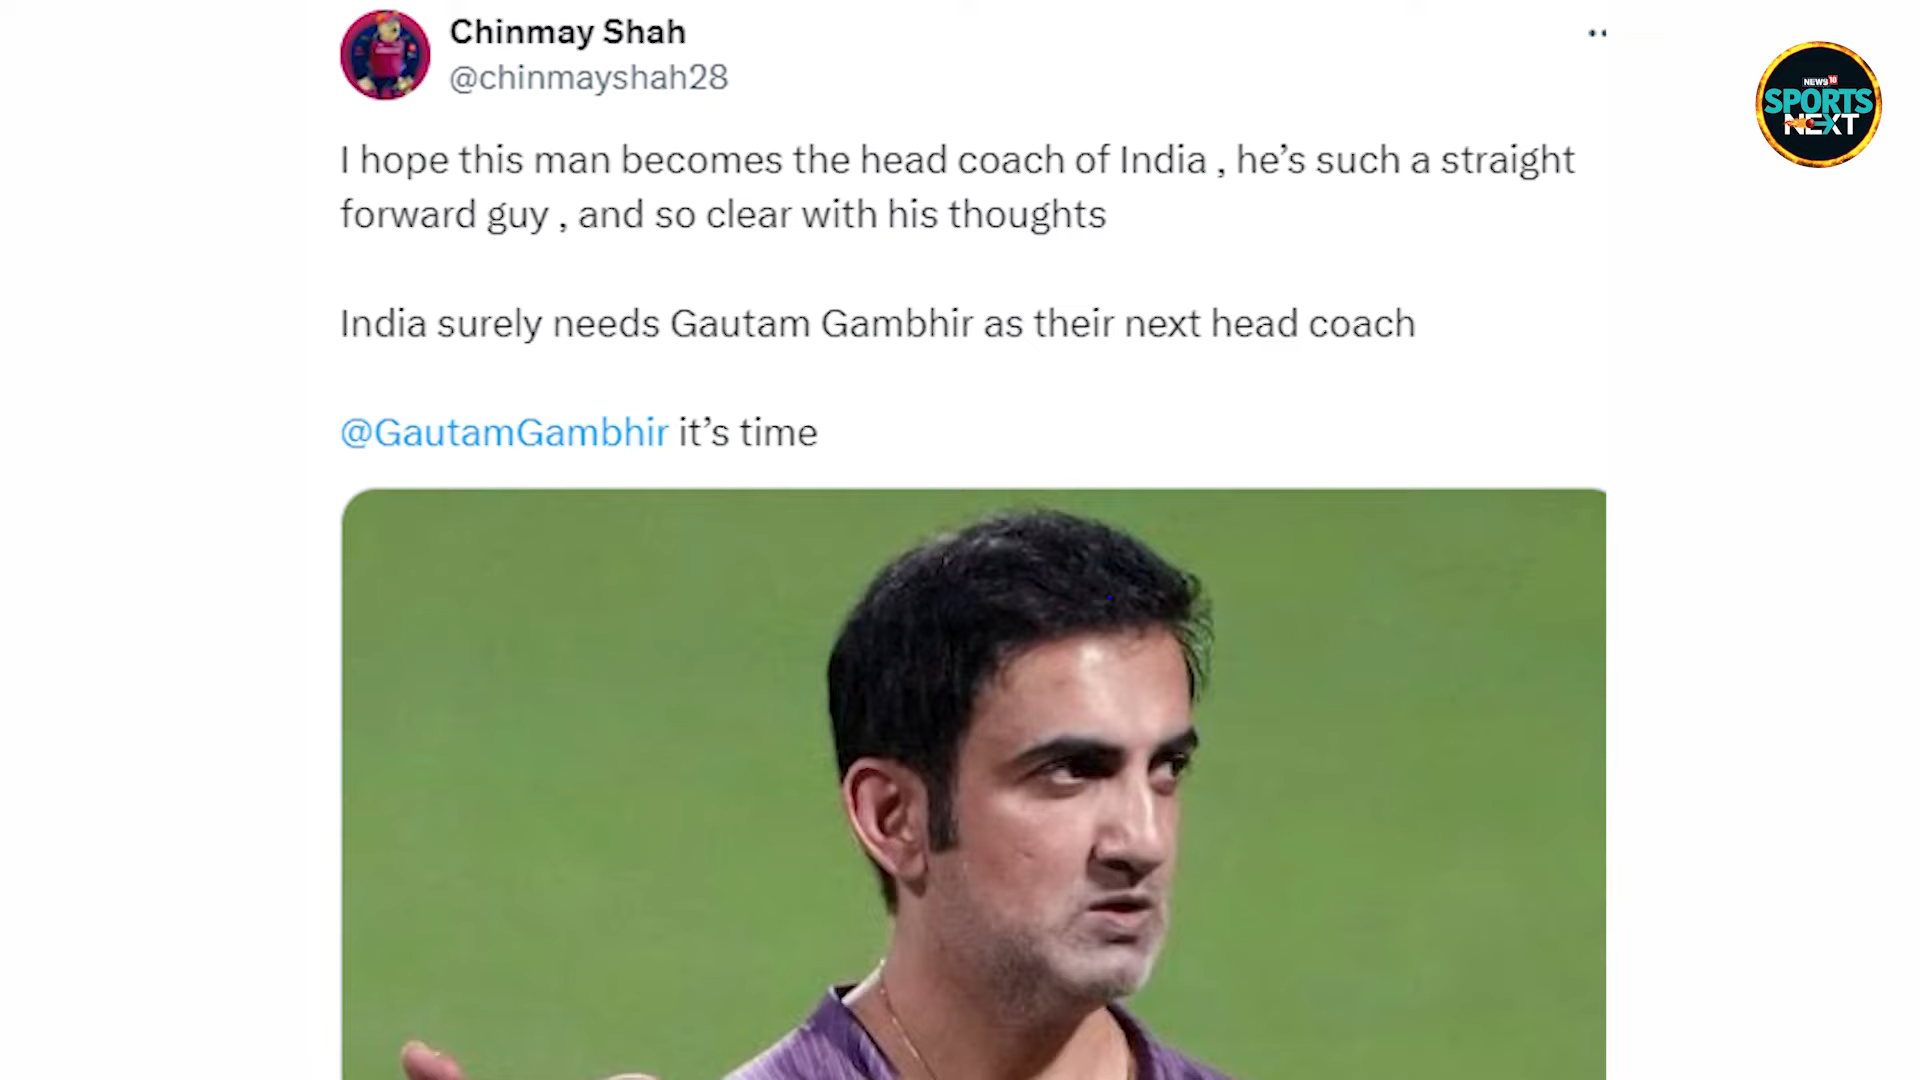 Chinmay Shah
@chinmayshah28
I hope this man becomes the head coach of India , he’s such a straight
forward guy , and so clear with his thoughts
India surely needs Gautam Gambhir as their next head coach
@GautamGambhir it’s time
NEWS18
SPORTS
NEXT